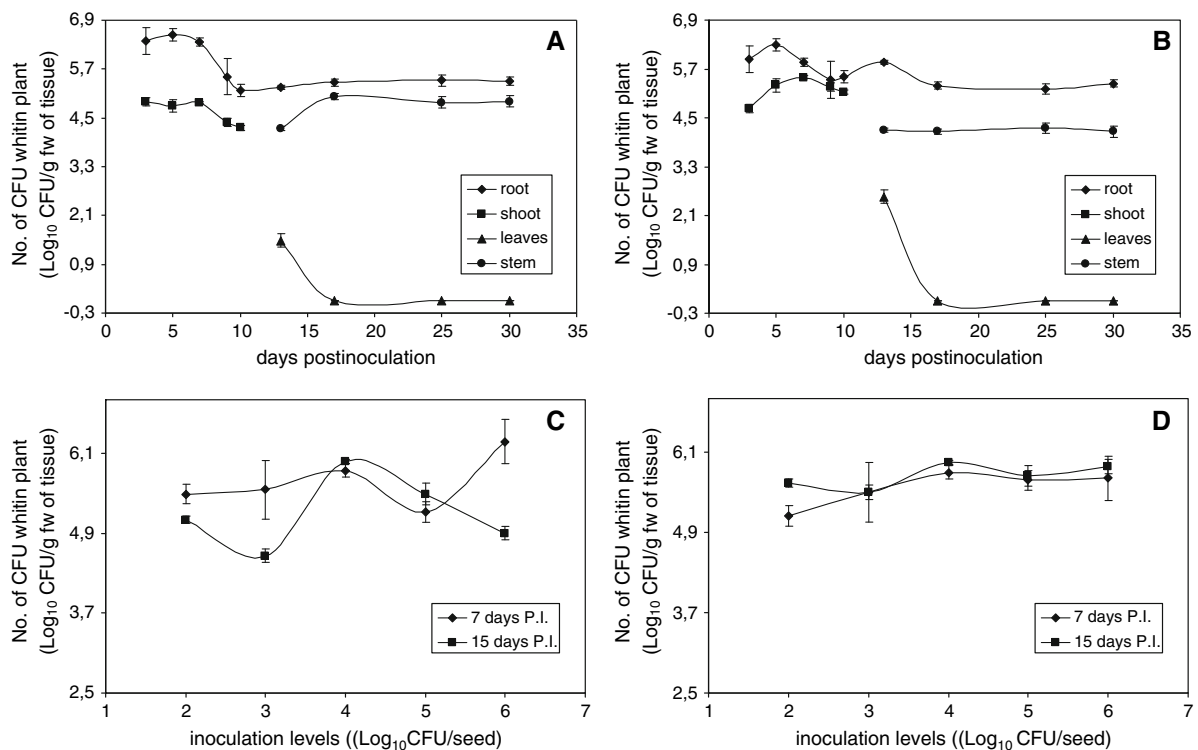 6,9
5,7
4,5
3,3
2,1
0,9
-0,3
No. of CFU whitin plant
(Log10 CFU/g fw of tissue)
A
root
shoot
leaves
stem
0 5 10 15 20 25 30 35
days postinoculation
6,9
5,7
4,5
3,3
2,1
0,9
-0,3
No. of CFU whitin plant
(Log10 CFU/g fw of tissue)
B
root
shoot
leaves
stem
0 5 10 15 20 25 30 35
days postinoculation
6,1
4,9
3,7
2,5
No. of CFU whitin plant
(Log10 CFU/g fw of tissue)
C
7 days P.I.
15 days P.I.
1 2 3 4 5 6 7
inoculation levels ((Log10CFU/seed)
6,1
4,9
3,7
2,5
No. of CFU whitin plant
(Log10 CFU/g fw of tissue)
D
7 days P.I.
15 days P.I.
1 2 3 4 5 6 7
inoculation levels ((Log10 CFU/seed)